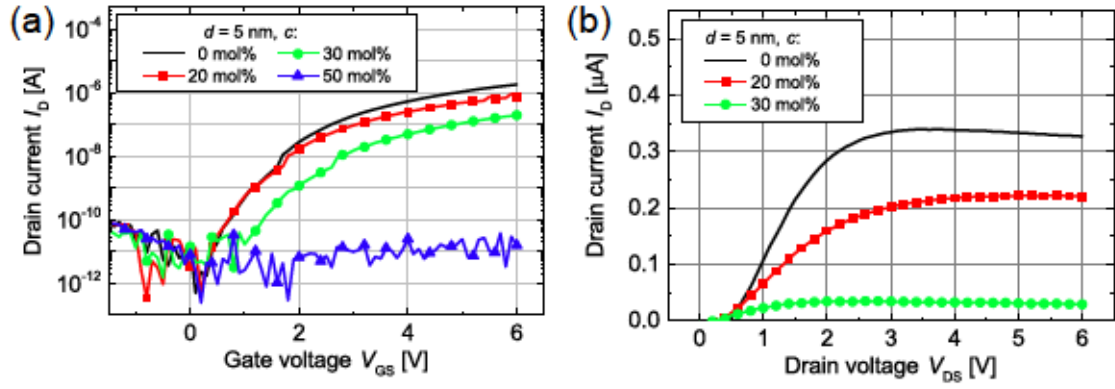 (a)
d = 5 nm, c:
0 mol%
30 mol%
20 mol%
50 mol%
10⁻⁴
10⁻⁶
10⁻⁸
10⁻¹⁰
10⁻¹²
Drain current I_D [A]
0
2
4
6
Gate voltage V_GS [V]
(b)
d = 5 nm, c:
0 mol%
20 mol%
30 mol%
0.5
0.4
0.3
0.2
0.1
0.0
Drain current I_D [µA]
0
1
2
3
4
5
6
Drain voltage V_DS [V]